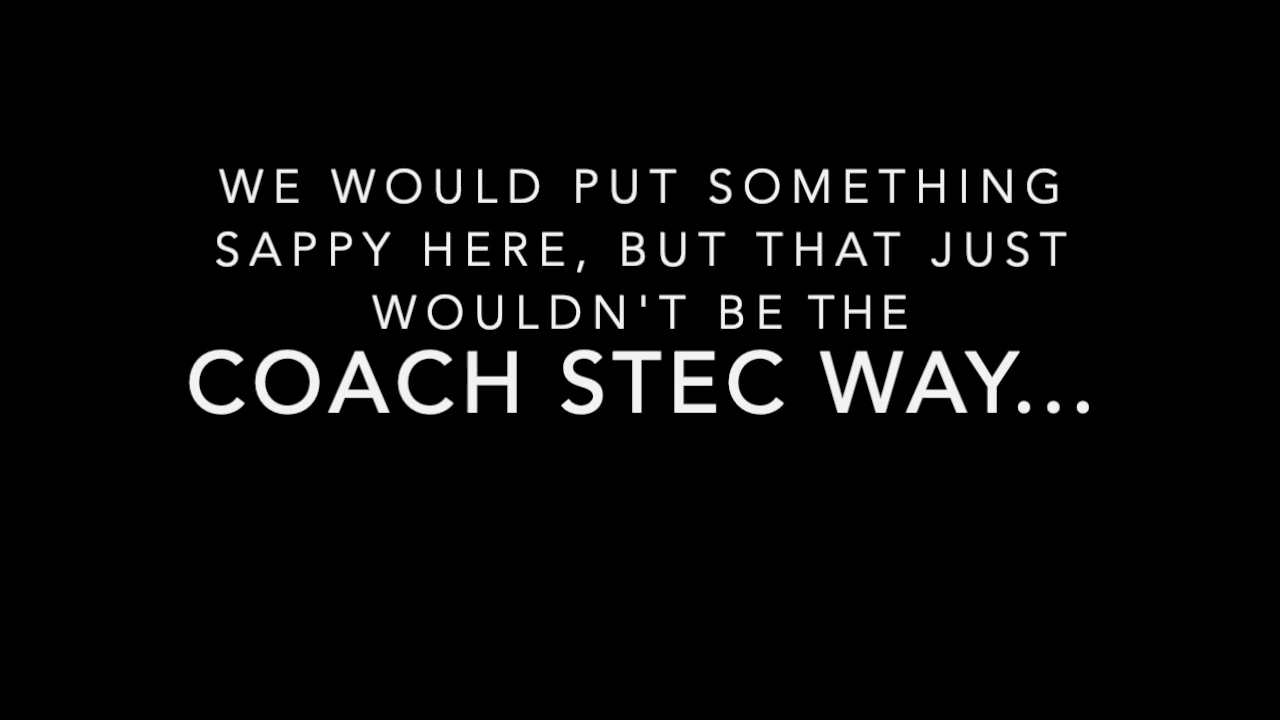 WE WOULD PUT SOMETHING
SAPPY HERE, BUT THAT JUST
WOULDN'T BE THE
COACH STEC WAY...